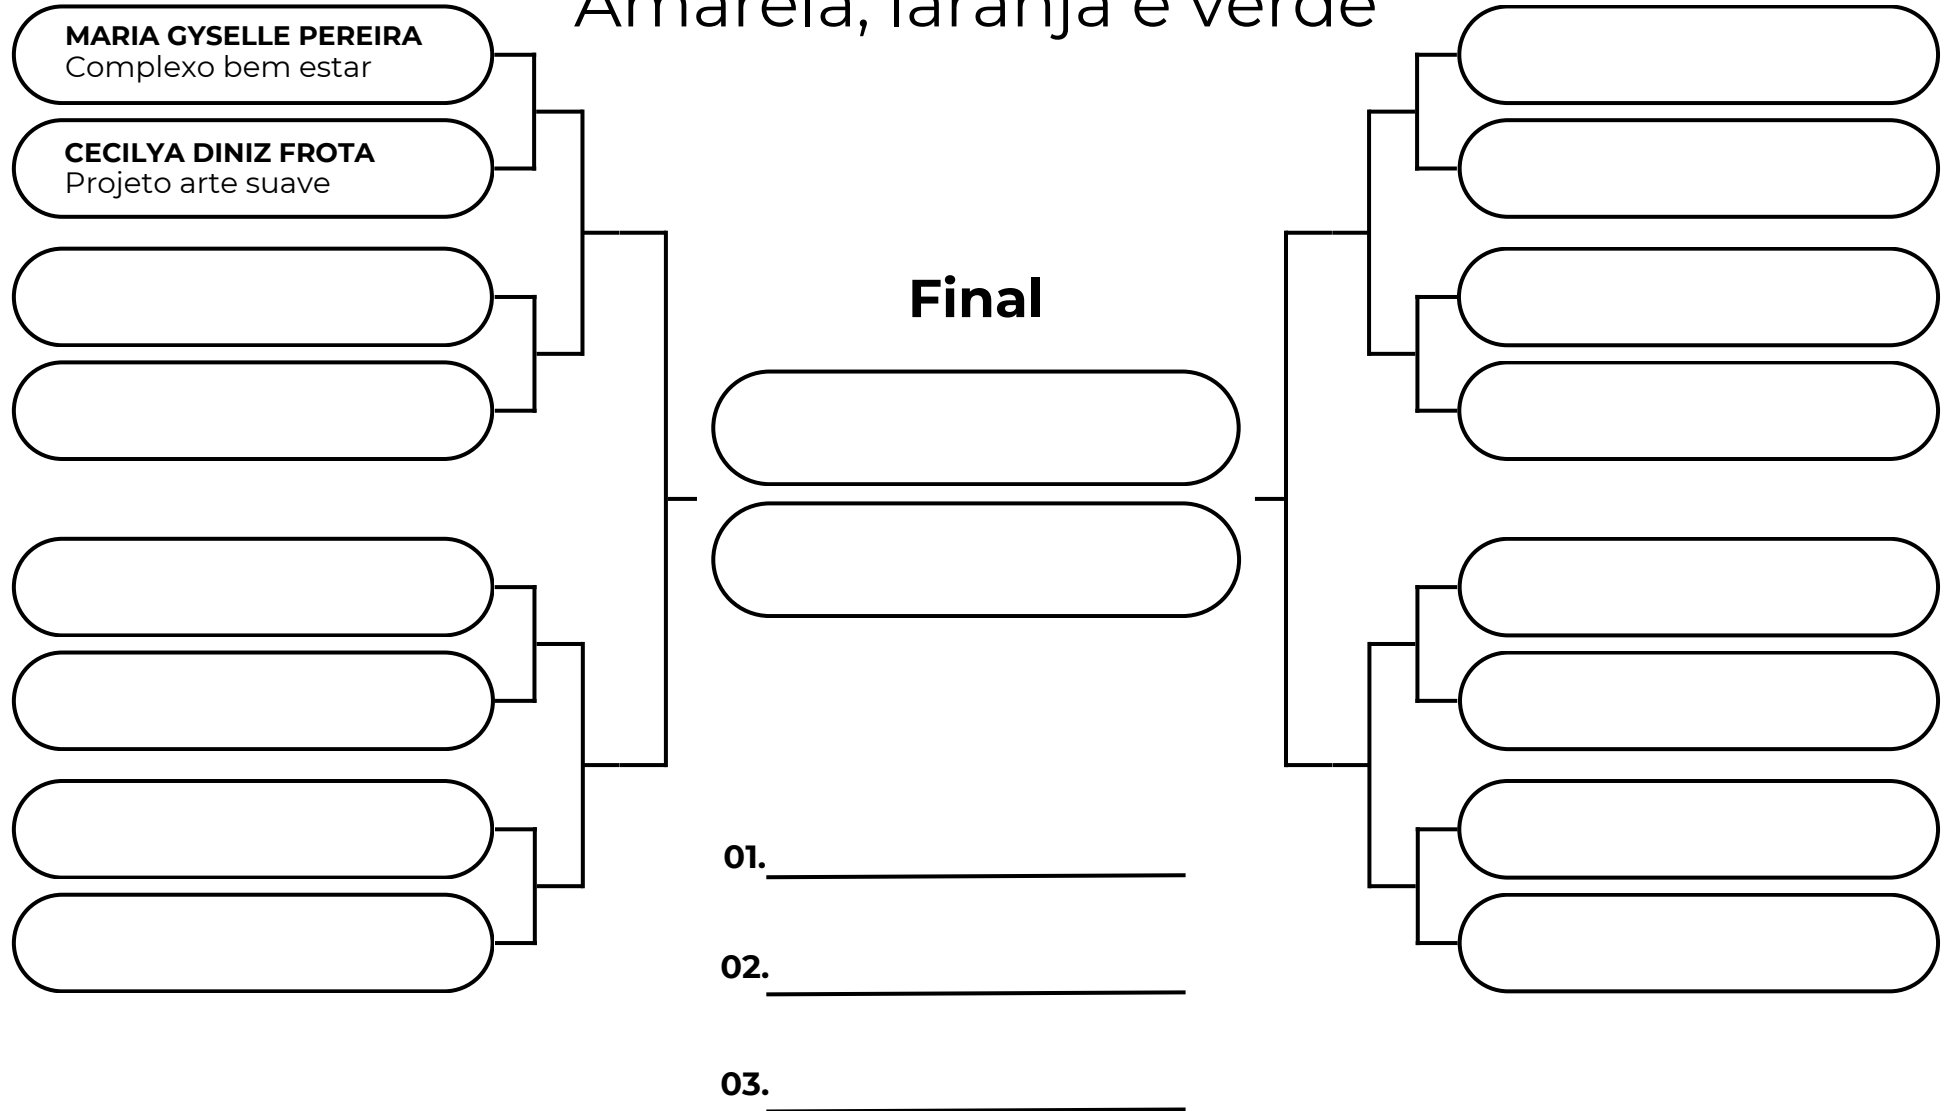 Amarela, laranja e verde
MARIA GYSELLE PEREIRA
Complexo bem estar
CECILYA DINIZ FROTA
Projeto arte suave
Final
01.
02.
03.